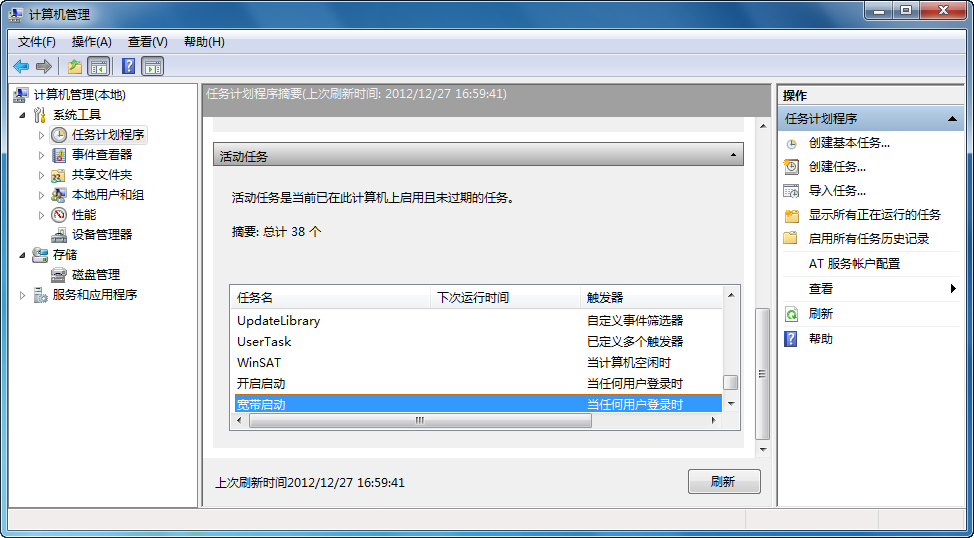 计算机管理
文件(F) 操作(A) 查看(V) 帮助(H)
计算机管理(本地)
系统工具
任务计划程序
事件查看器
共享文件夹
本地用户和组
性能
设备管理器
存储
磁盘管理
服务和应用程序
任务计划程序摘要(上次刷新时间: 2012/12/27 16:59:41)
活动任务
活动任务是当前已在此计算机上启用且未过期的任务。
摘要: 总计 38 个
任务名 下次运行时间 触发器
UpdateLibrary 自定义事件筛选器
UserTask 已定义多个触发器
WinSAT 当计算机空闲时
开启启动 当任何用户登录时
宽带启动 当任何用户登录时
上次刷新时间2012/12/27 16:59:41
刷新
操作
任务计划程序
创建基本任务...
创建任务...
导入任务...
显示所有正在运行的任务
启用所有任务历史记录
AT 服务帐户配置
查看
刷新
帮助